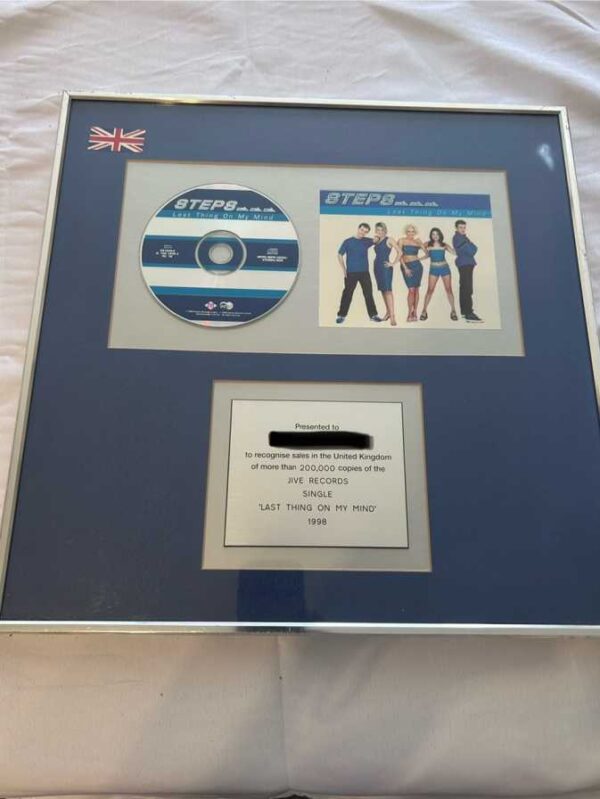 STEPS
Last Thing On My Mind
STEPS
Last Thing On My Mind
Presented to
to recognise sales in the United Kingdom
of more than 200,000 copies of the
JIVE RECORDS
SINGLE
'LAST THING ON MY MIND'
1998